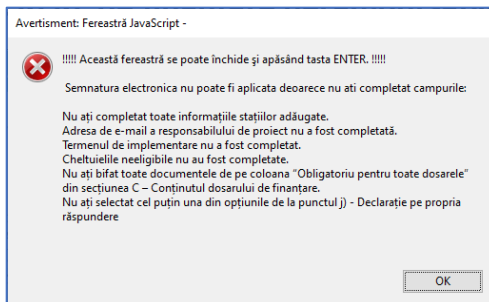 Avertisment: Fereastră JavaScript -
!!!!! Această fereastră se poate închide şi apăsând tasta ENTER. !!!!!
Semnatura electronica nu poate fi aplicata deoarece nu ati completat campurile:
Nu ați completat toate informațiile stațiilor adăugate.
Adresa de e-mail a responsabilului de proiect nu a fost completată.
Termenul de implementare nu a fost completat.
Cheltuielile neeligibile nu au fost completate.
Nu ați bifat toate documentele de pe coloana “Obligatoriu pentru toate dosarele”
din secțiunea C – Conținutul dosarului de finanțare.
Nu ați selectat cel puțin una din opțiunile de la punctul j) - Declarație pe propria
răspundere
OK